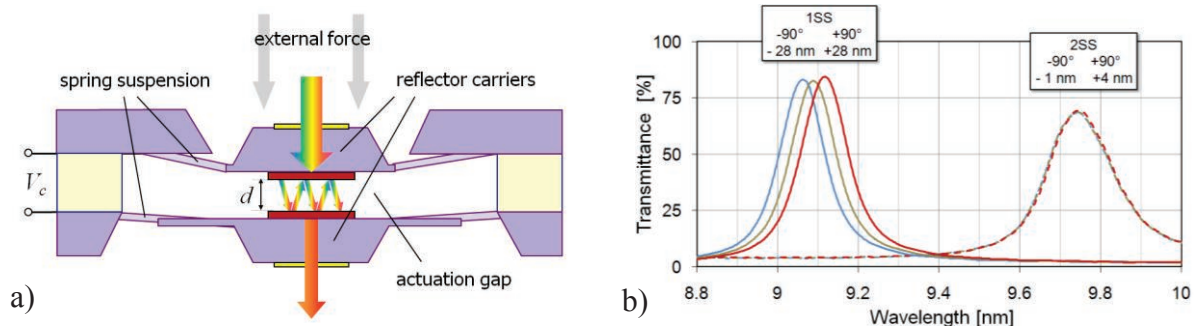 external force
spring suspension
reflector carriers
Vc
d
actuation gap
a)
1SS
-90° +90°
- 28 nm +28 nm
2SS
-90° +90°
- 1 nm +4 nm
Transmittance [%]
100
75
50
25
0
8.8 9 9.2 9.4 9.6 9.8 10
Wavelength [nm]
b)